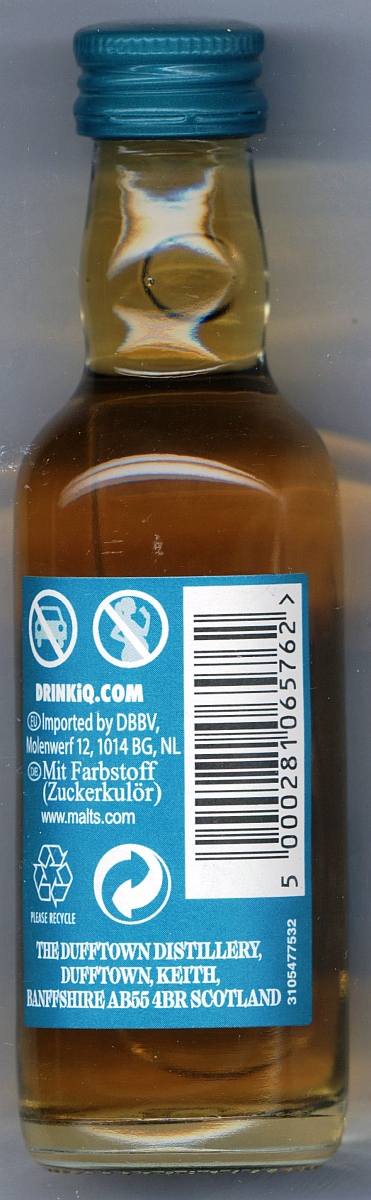 DRINKiQ.COM
EU Imported by DBBV,
Molenwerf 12, 1014 BG, NL
DE Mit Farbstoff
(Zuckerkulör)
www.malts.com
PLEASE RECYCLE
THE DUFFTOWN DISTILLERY,
DUFFTOWN, KEITH,
BANFFSHIRE AB55 4BR SCOTLAND
5 000281 065762 >
3105477532